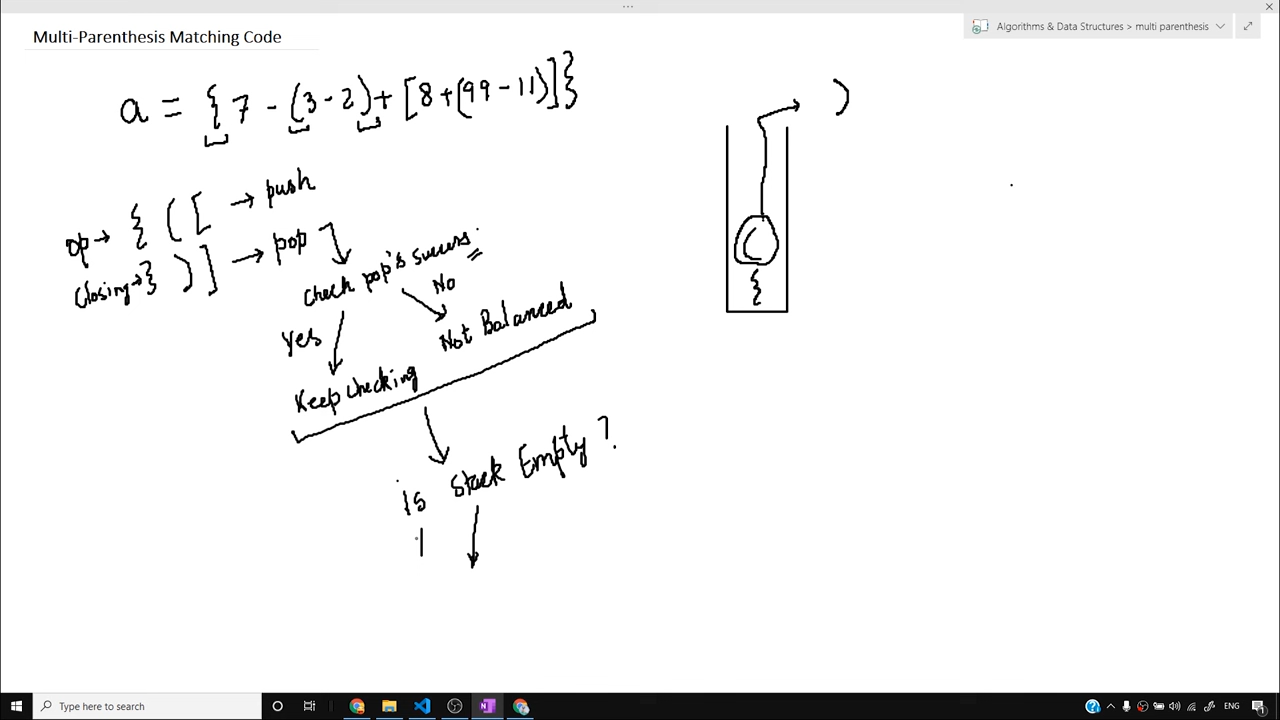 Multi-Parenthesis Matching Code
Algorithms & Data Structures > multi parenthesis
a = {7 - (3-2)+ [8+(99-11)]}
)
op→ { ( [ → push
closing→ } ) ] → pop
check pop's success
No
Yes
Not Balanced
Keep checking
( {
is Stack Empty?
Type here to search
ENG